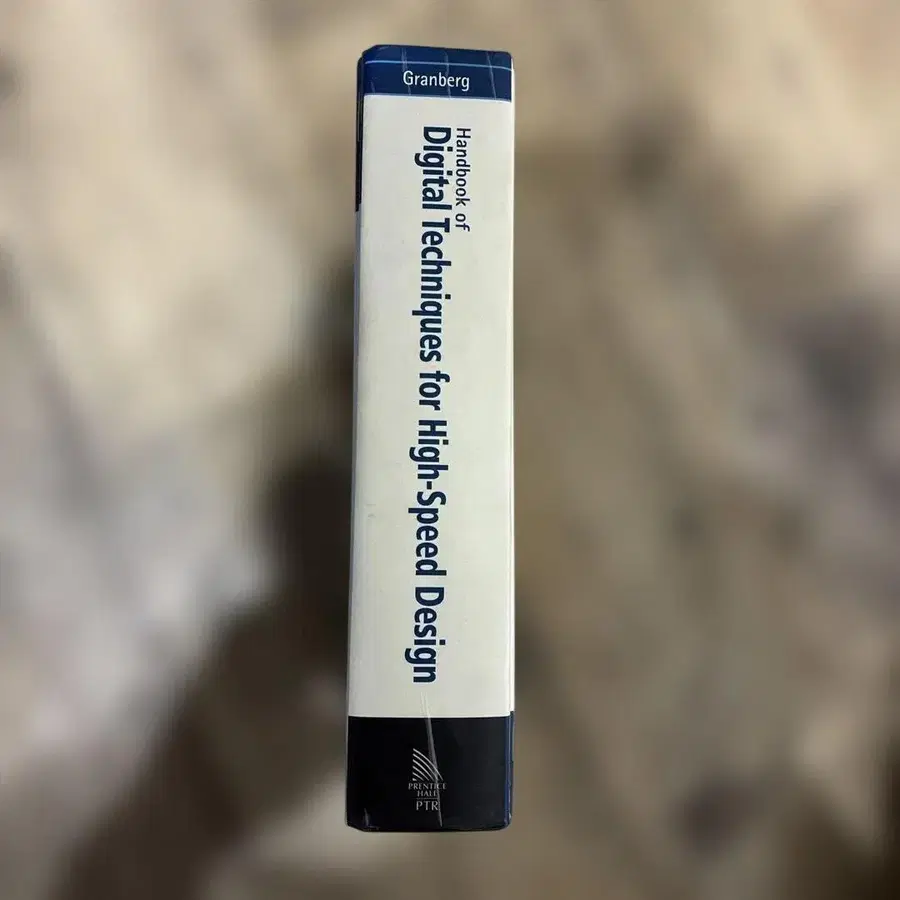 Granberg
Handbook of
Digital Techniques for High-Speed Design
PRENTICE
HALL
PTR